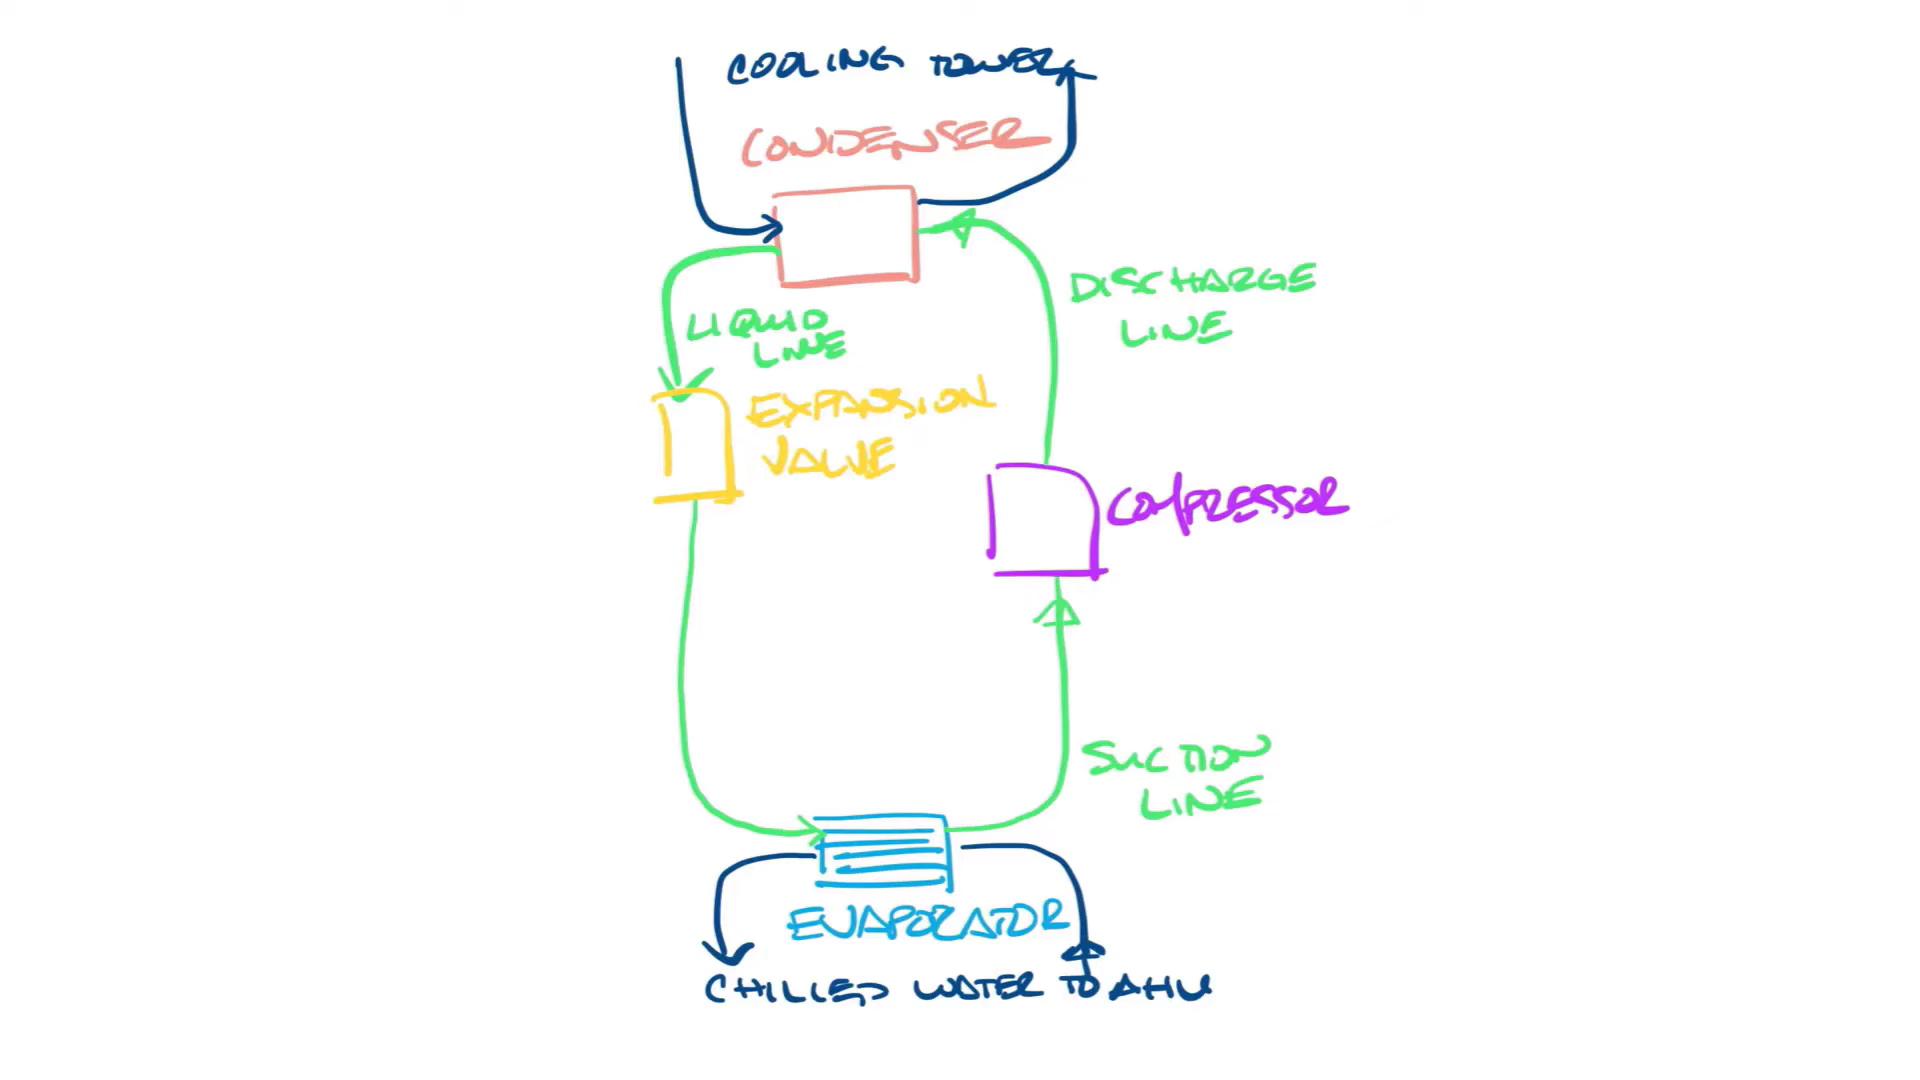 COOLING TOWER
CONDENSER
DISCHARGE
LINE
LIQUID
LINE
EXPANSION
VALVE
COMPRESSOR
SUCTION
LINE
EVAPORATOR
CHILLED WATER TO AHU